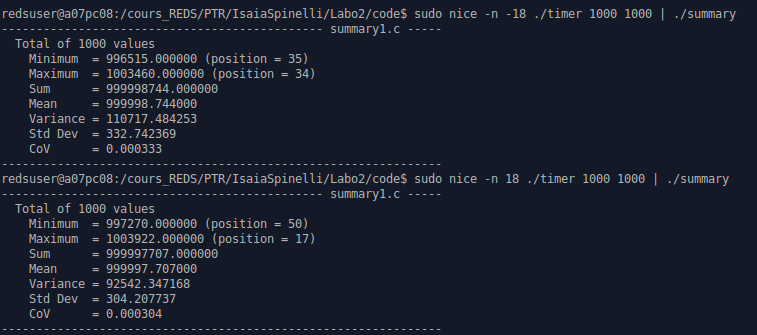 redsuser@a07pc08:/cours_REDS/PTR/IsaiaSpinelli/Labo2/code$ sudo nice -n -18 ./timer 1000 1000 | ./summary
--------------------------------------------- summary1.c -----
  Total of 1000 values
    Minimum  = 996515.000000 (position = 35)
    Maximum  = 1003460.000000 (position = 34)
    Sum      = 999998744.000000
    Mean     = 999998.744000
    Variance = 110717.484253
    Std Dev  = 332.742369
    CoV      = 0.000333
--------------------------------------------------------------
redsuser@a07pc08:/cours_REDS/PTR/IsaiaSpinelli/Labo2/code$ sudo nice -n 18 ./timer 1000 1000 | ./summary
--------------------------------------------- summary1.c -----
  Total of 1000 values
    Minimum  = 997270.000000 (position = 50)
    Maximum  = 1003922.000000 (position = 17)
    Sum      = 999997707.000000
    Mean     = 999997.707000
    Variance = 92542.347168
    Std Dev  = 304.207737
    CoV      = 0.000304
--------------------------------------------------------------